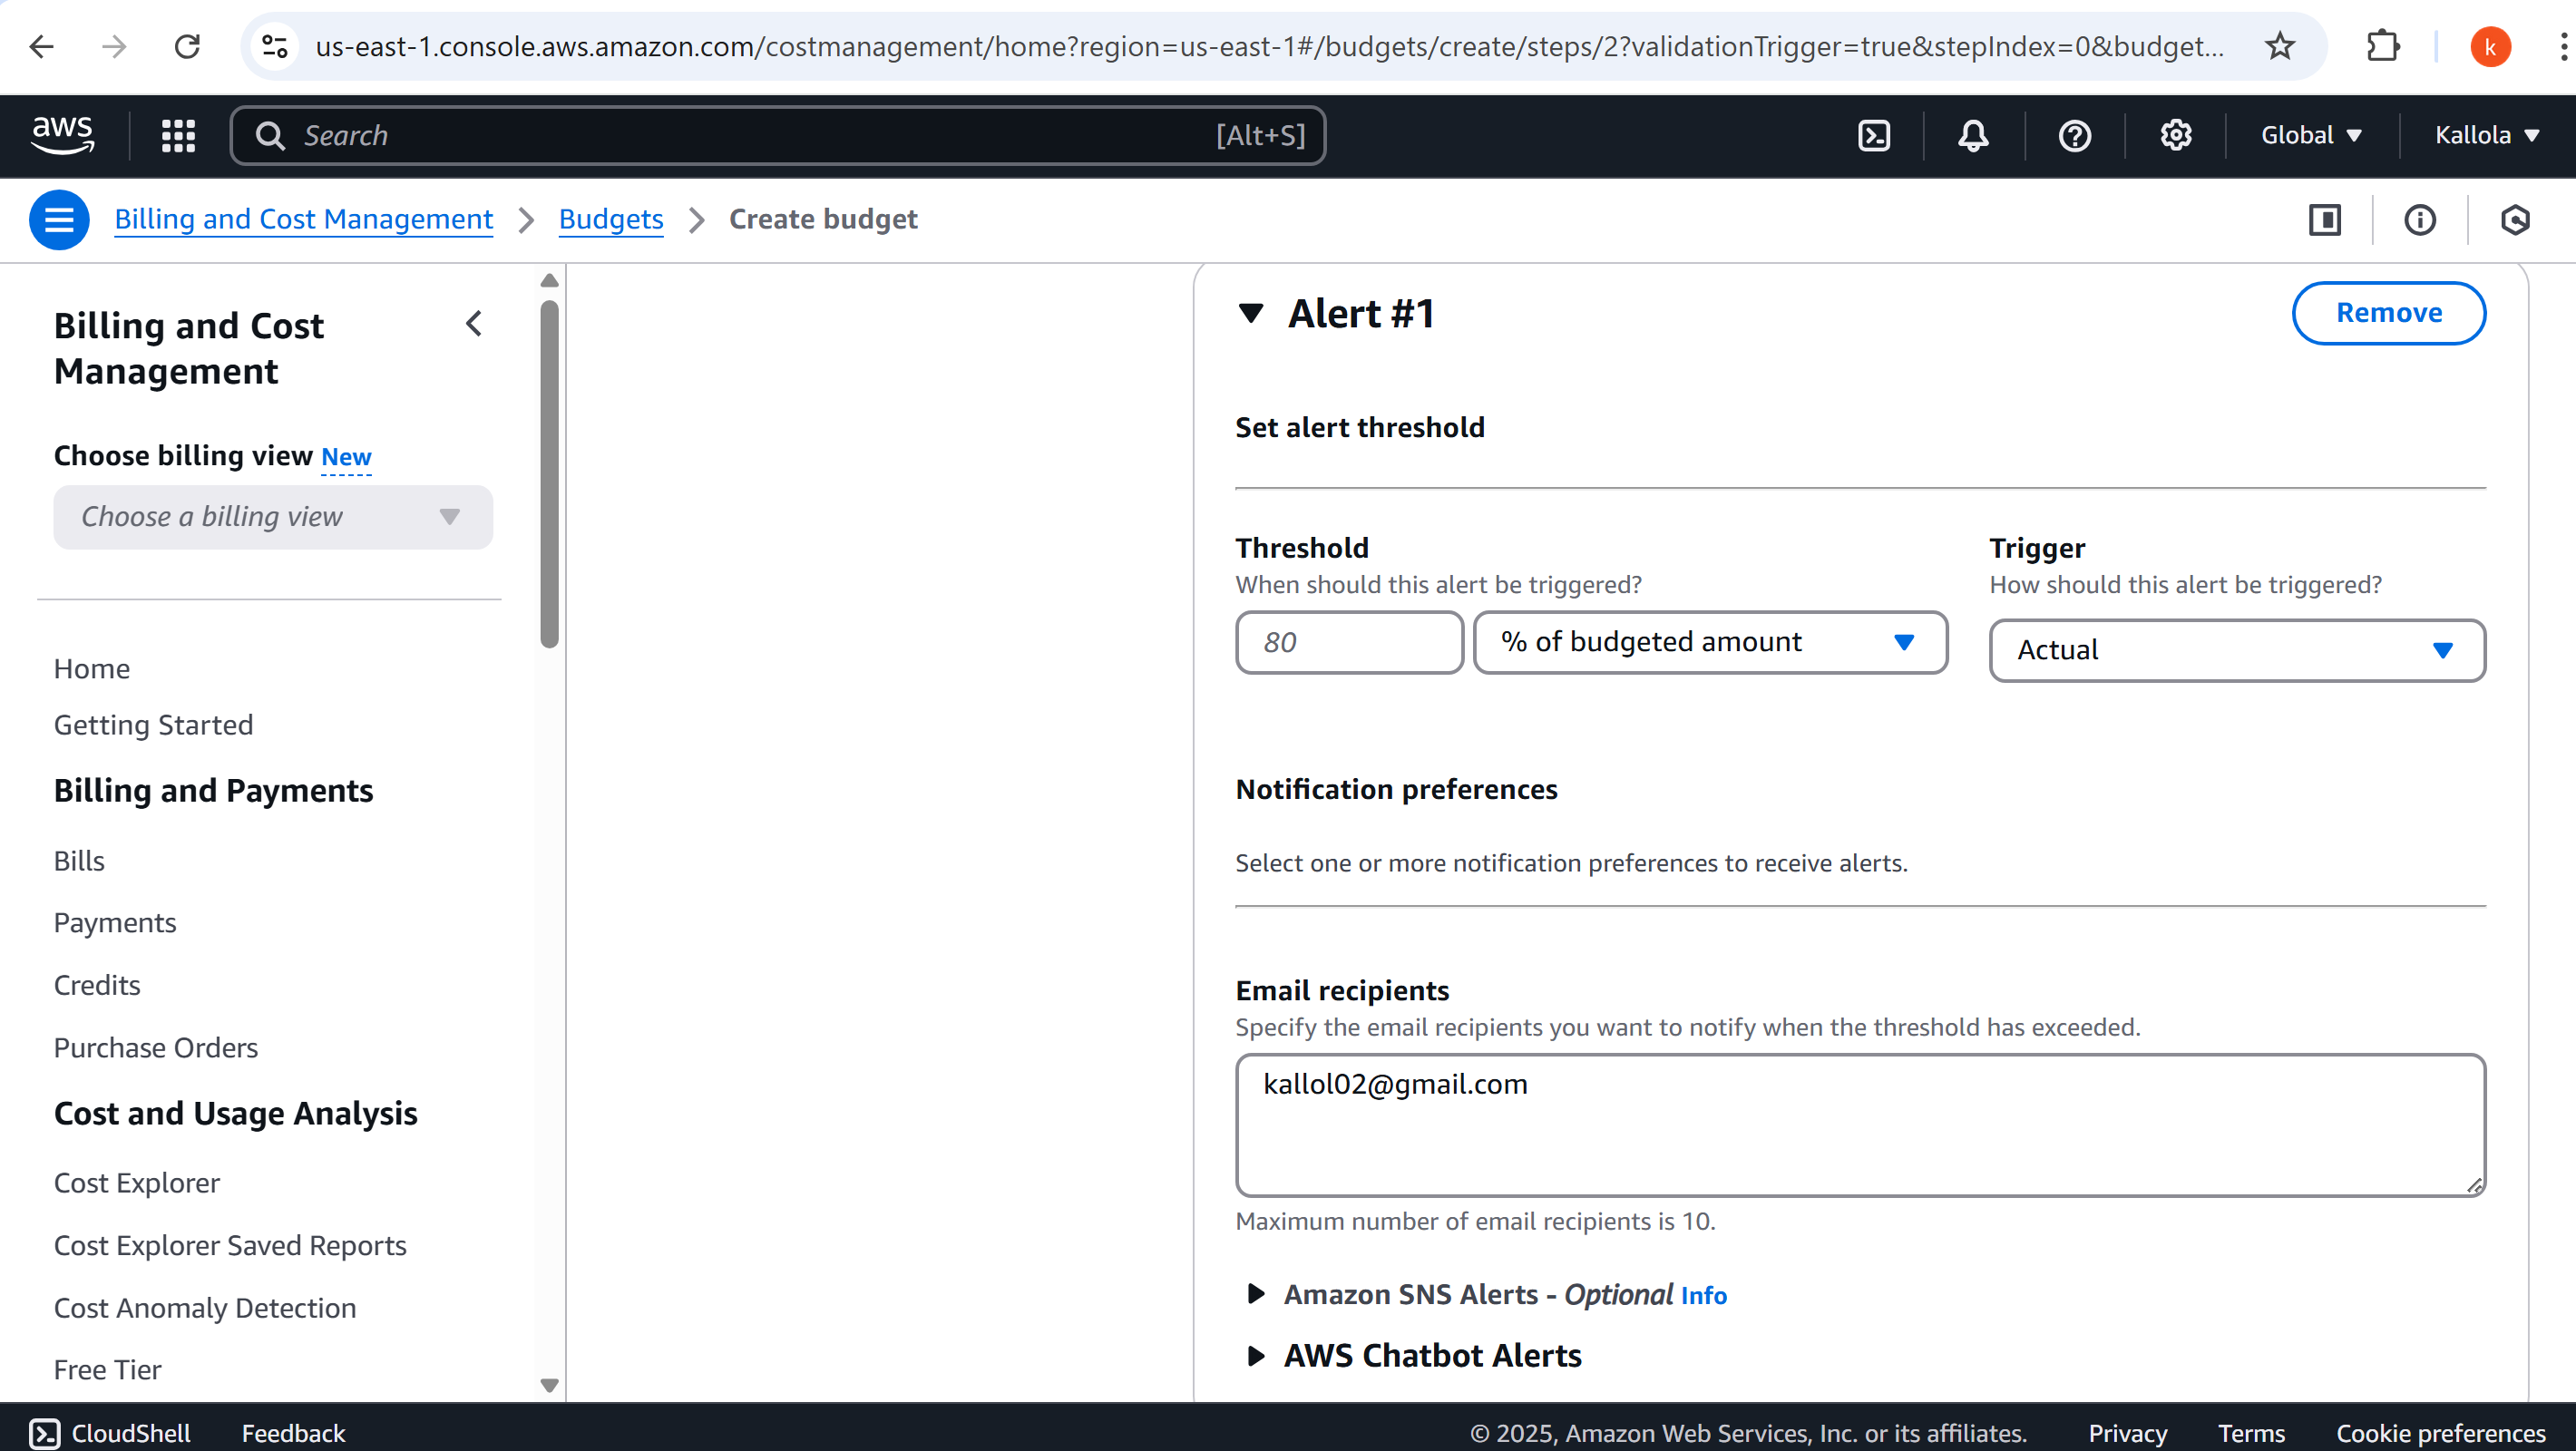 us-east-1.console.aws.amazon.com/costmanagement/home?region=us-east-1#/budgets/create/steps/2?validationTrigger=true&stepIndex=0&budget...
k
aws
Search
[Alt+S]
Global
Kallola
Billing and Cost Management
Budgets
Create budget
Billing and Cost
Management
Choose billing view New
Choose a billing view
Home
Getting Started
Billing and Payments
Bills
Payments
Credits
Purchase Orders
Cost and Usage Analysis
Cost Explorer
Cost Explorer Saved Reports
Cost Anomaly Detection
Free Tier
Alert #1
Remove
Set alert threshold
Threshold
When should this alert be triggered?
80
% of budgeted amount
Trigger
How should this alert be triggered?
Actual
Notification preferences
Select one or more notification preferences to receive alerts.
Email recipients
Specify the email recipients you want to notify when the threshold has exceeded.
kallol02@gmail.com
Maximum number of email recipients is 10.
Amazon SNS Alerts - Optional Info
AWS Chatbot Alerts
CloudShell
Feedback
© 2025, Amazon Web Services, Inc. or its affiliates.
Privacy
Terms
Cookie preferences